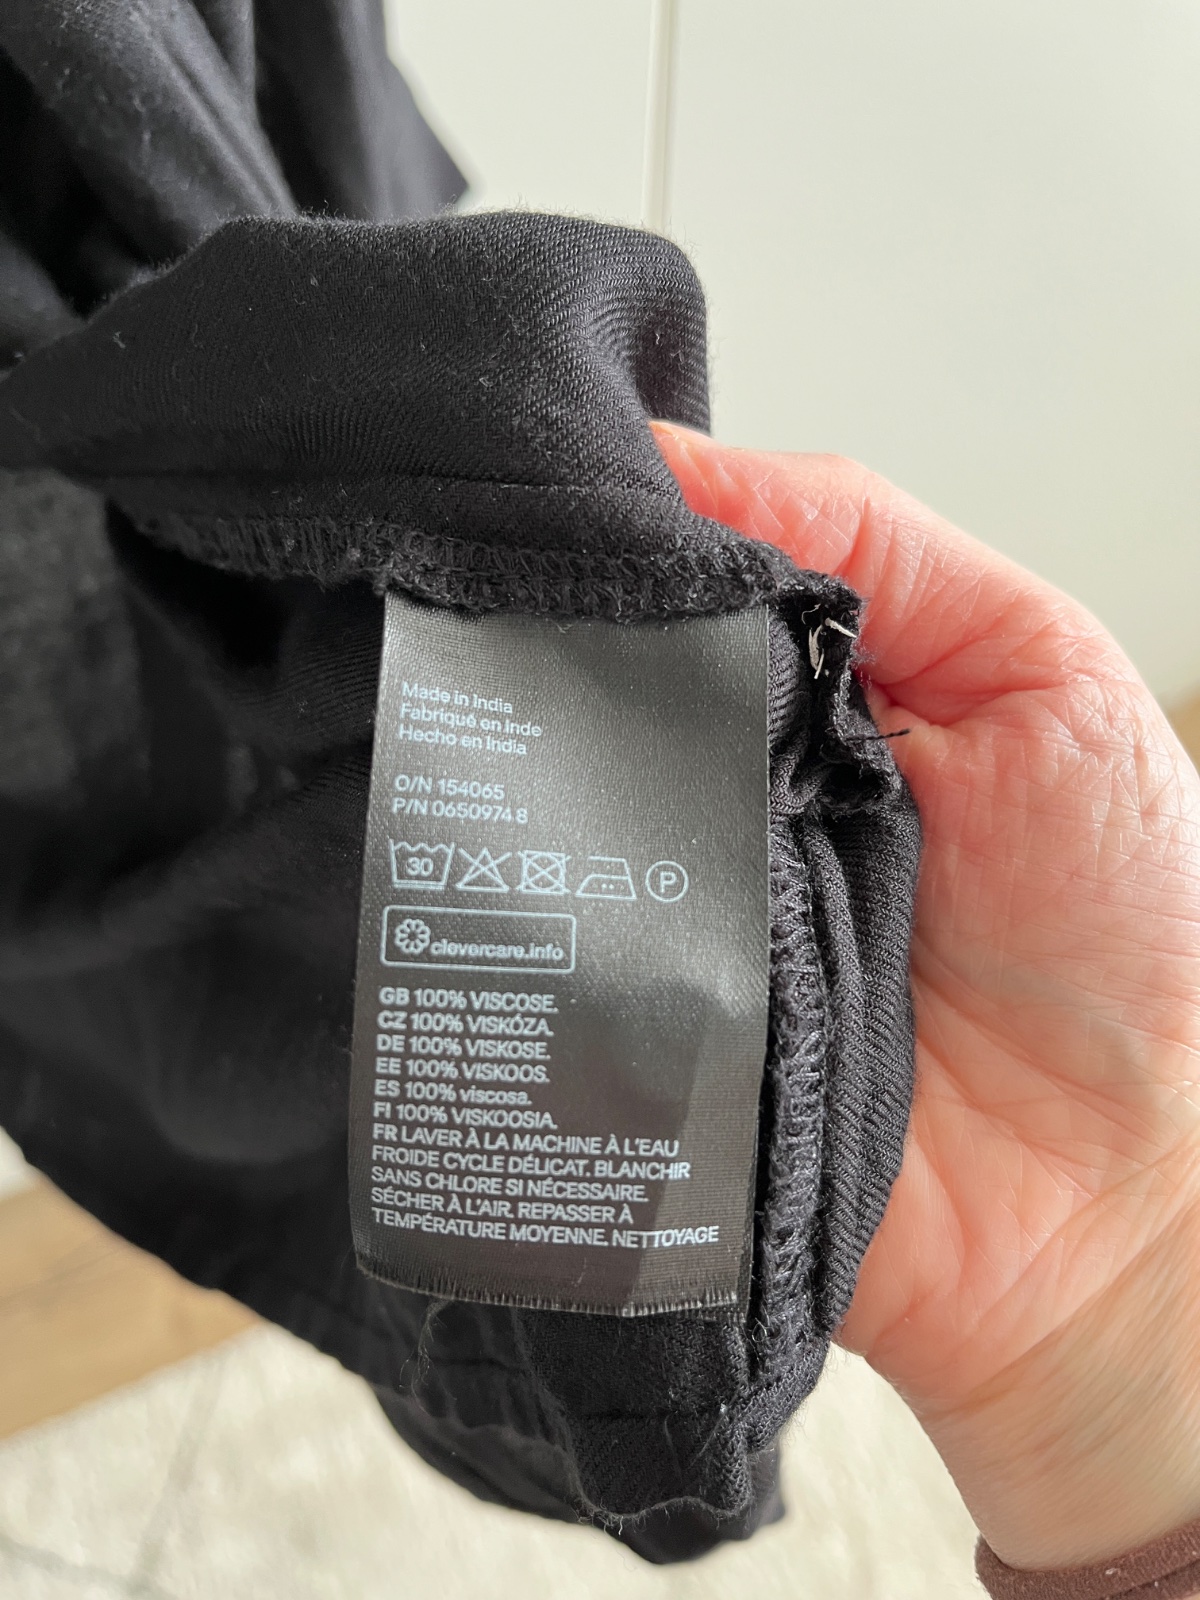 Made in India
Fabriqué en Inde
Hecho en India
O/N 154065
P/N 0650974 8
30 P
clevercare.info
GB 100% VISCOSE.
CZ 100% VISKÓZA.
DE 100% VISKOSE.
EE 100% VISKOOS.
ES 100% viscosa.
FI 100% VISKOOSIA.
FR LAVER À LA MACHINE À L'EAU
FROIDE CYCLE DÉLICAT. BLANCHIR
SANS CHLORE SI NÉCESSAIRE.
SÉCHER À L'AIR. REPASSER À
TEMPÉRATURE MOYENNE. NETTOYAGE